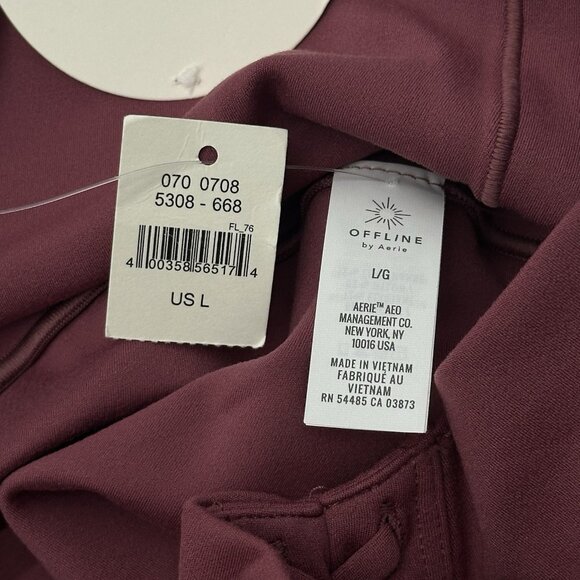 070 0708
5308 - 668
FL_76
4 00358 56517 4
US L
OFFLINE
by Aerie
L/G
AERIE™ AEO
MANAGEMENT CO.
NEW YORK, NY
10016 USA
MADE IN VIETNAM
FABRIQUÉ AU
VIETNAM
RN 54485 CA 03873